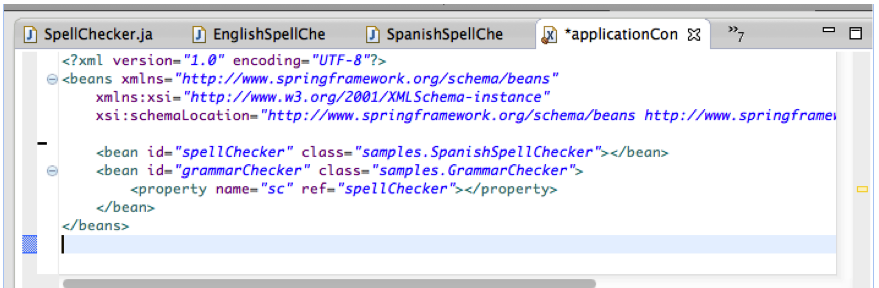 SpellChecker.ja EnglishSpellChe SpanishSpellChe *applicationCon »7
<?xml version="1.0" encoding="UTF-8"?>
<beans xmlns="http://www.springframework.org/schema/beans"
xmlns:xsi="http://www.w3.org/2001/XMLSchema-instance"
xsi:schemaLocation="http://www.springframework.org/schema/beans http://www.springframew
<bean id="spellChecker" class="samples.SpanishSpellChecker"></bean>
<bean id="grammarChecker" class="samples.GrammarChecker">
<property name="sc" ref="spellChecker"></property>
</bean>
</beans>